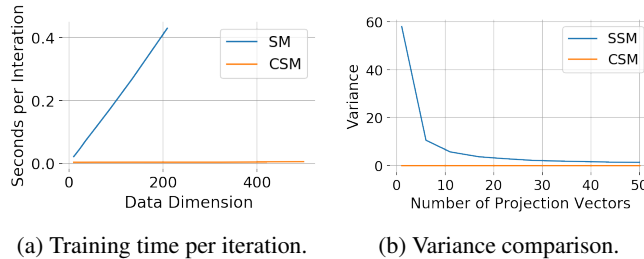 Seconds per Interation
0.4
0.2
0.0
0
200
400
Data Dimension
SM
CSM
(a) Training time per iteration.
Variance
60
40
20
0
0
10
20
30
40
50
Number of Projection Vectors
SSM
CSM
(b) Variance comparison.